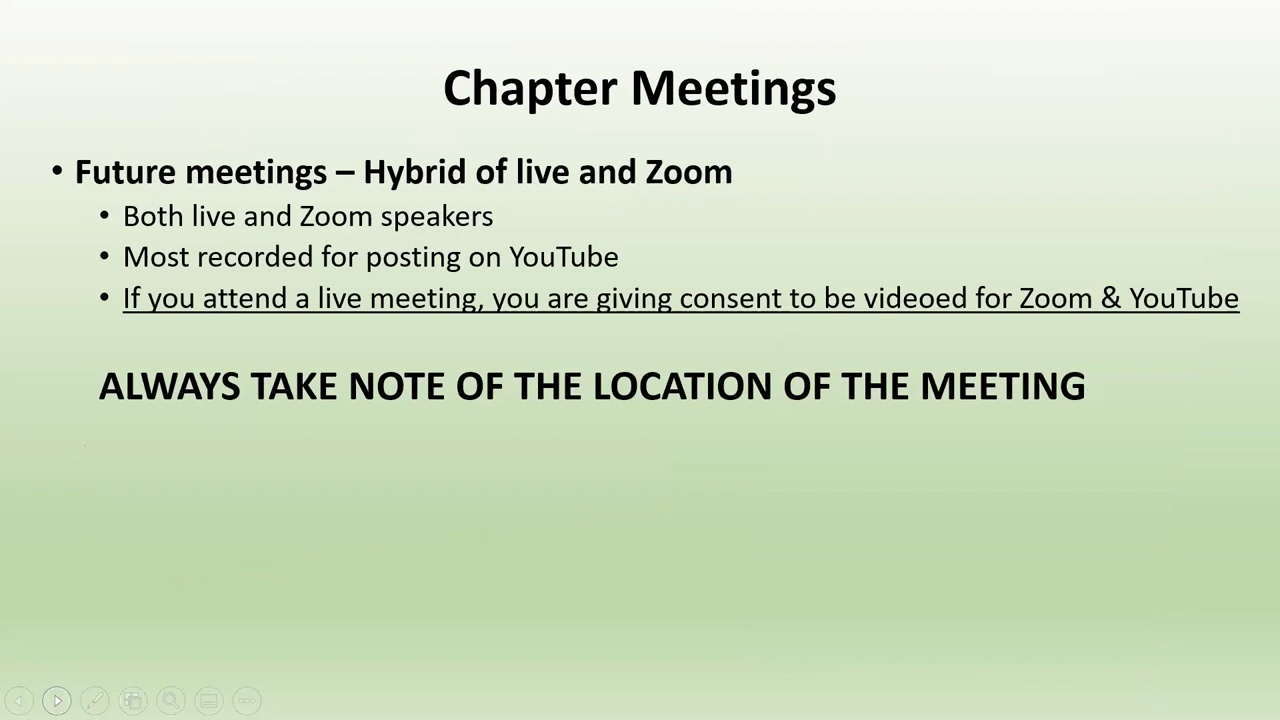 Chapter Meetings
• Future meetings – Hybrid of live and Zoom
• Both live and Zoom speakers
• Most recorded for posting on YouTube
• If you attend a live meeting, you are giving consent to be videoed for Zoom & YouTube
ALWAYS TAKE NOTE OF THE LOCATION OF THE MEETING